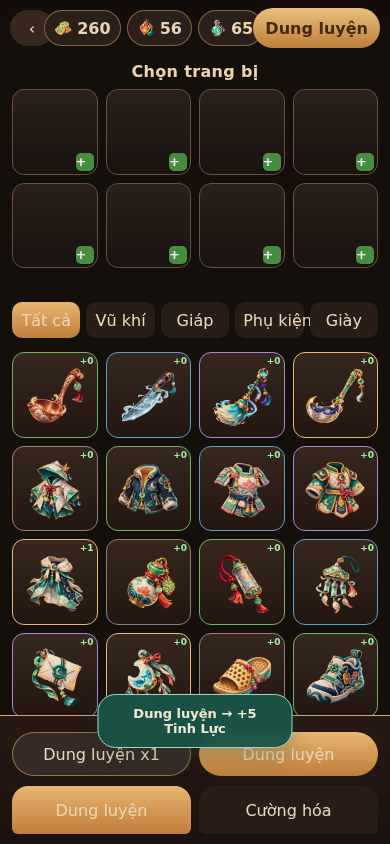 ‹ 260 56 65 Dung luyện
Chọn trang bị
+ + + +
+ + + +
Tất cả Vũ khí Giáp Phụ kiện Giày
+0 +0 +0 +0
+0 +0 +0 +0
+1 +0 +0 +0
+0 +0 +0 +0
Dung luyện → +5
Tinh Lực
Dung luyện x1 Dung luyện
Dung luyện Cường hóa